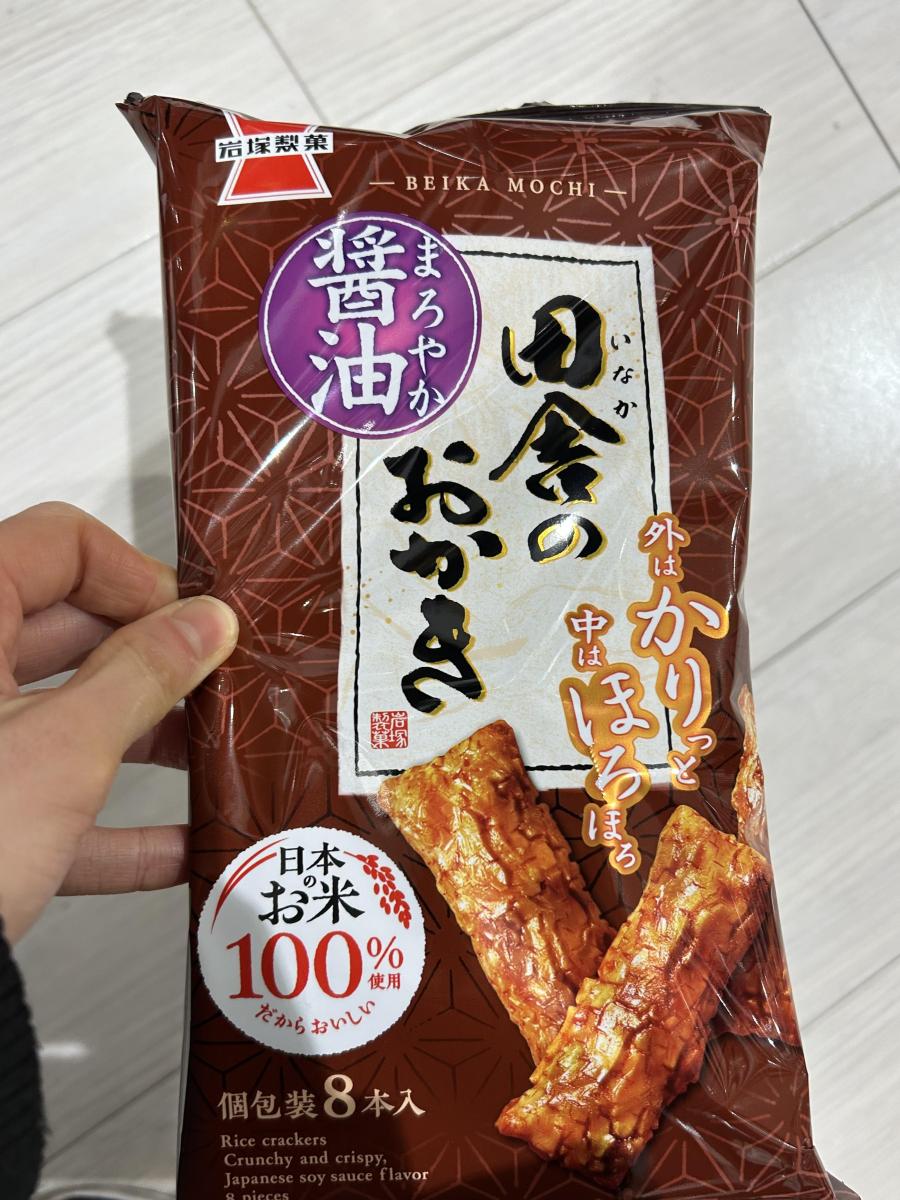 岩塚製菓
BEIKA MOCHI
まろやか
醤油
いなか
田舎の
おかき
岩塚
製菓
外は
かりっと
中は
ほろほろ
日本の
お米
100%
使用
だからおいしい
個包装8本入
Rice crackers
Crunchy and crispy,
Japanese soy sauce flavor
8 pieces